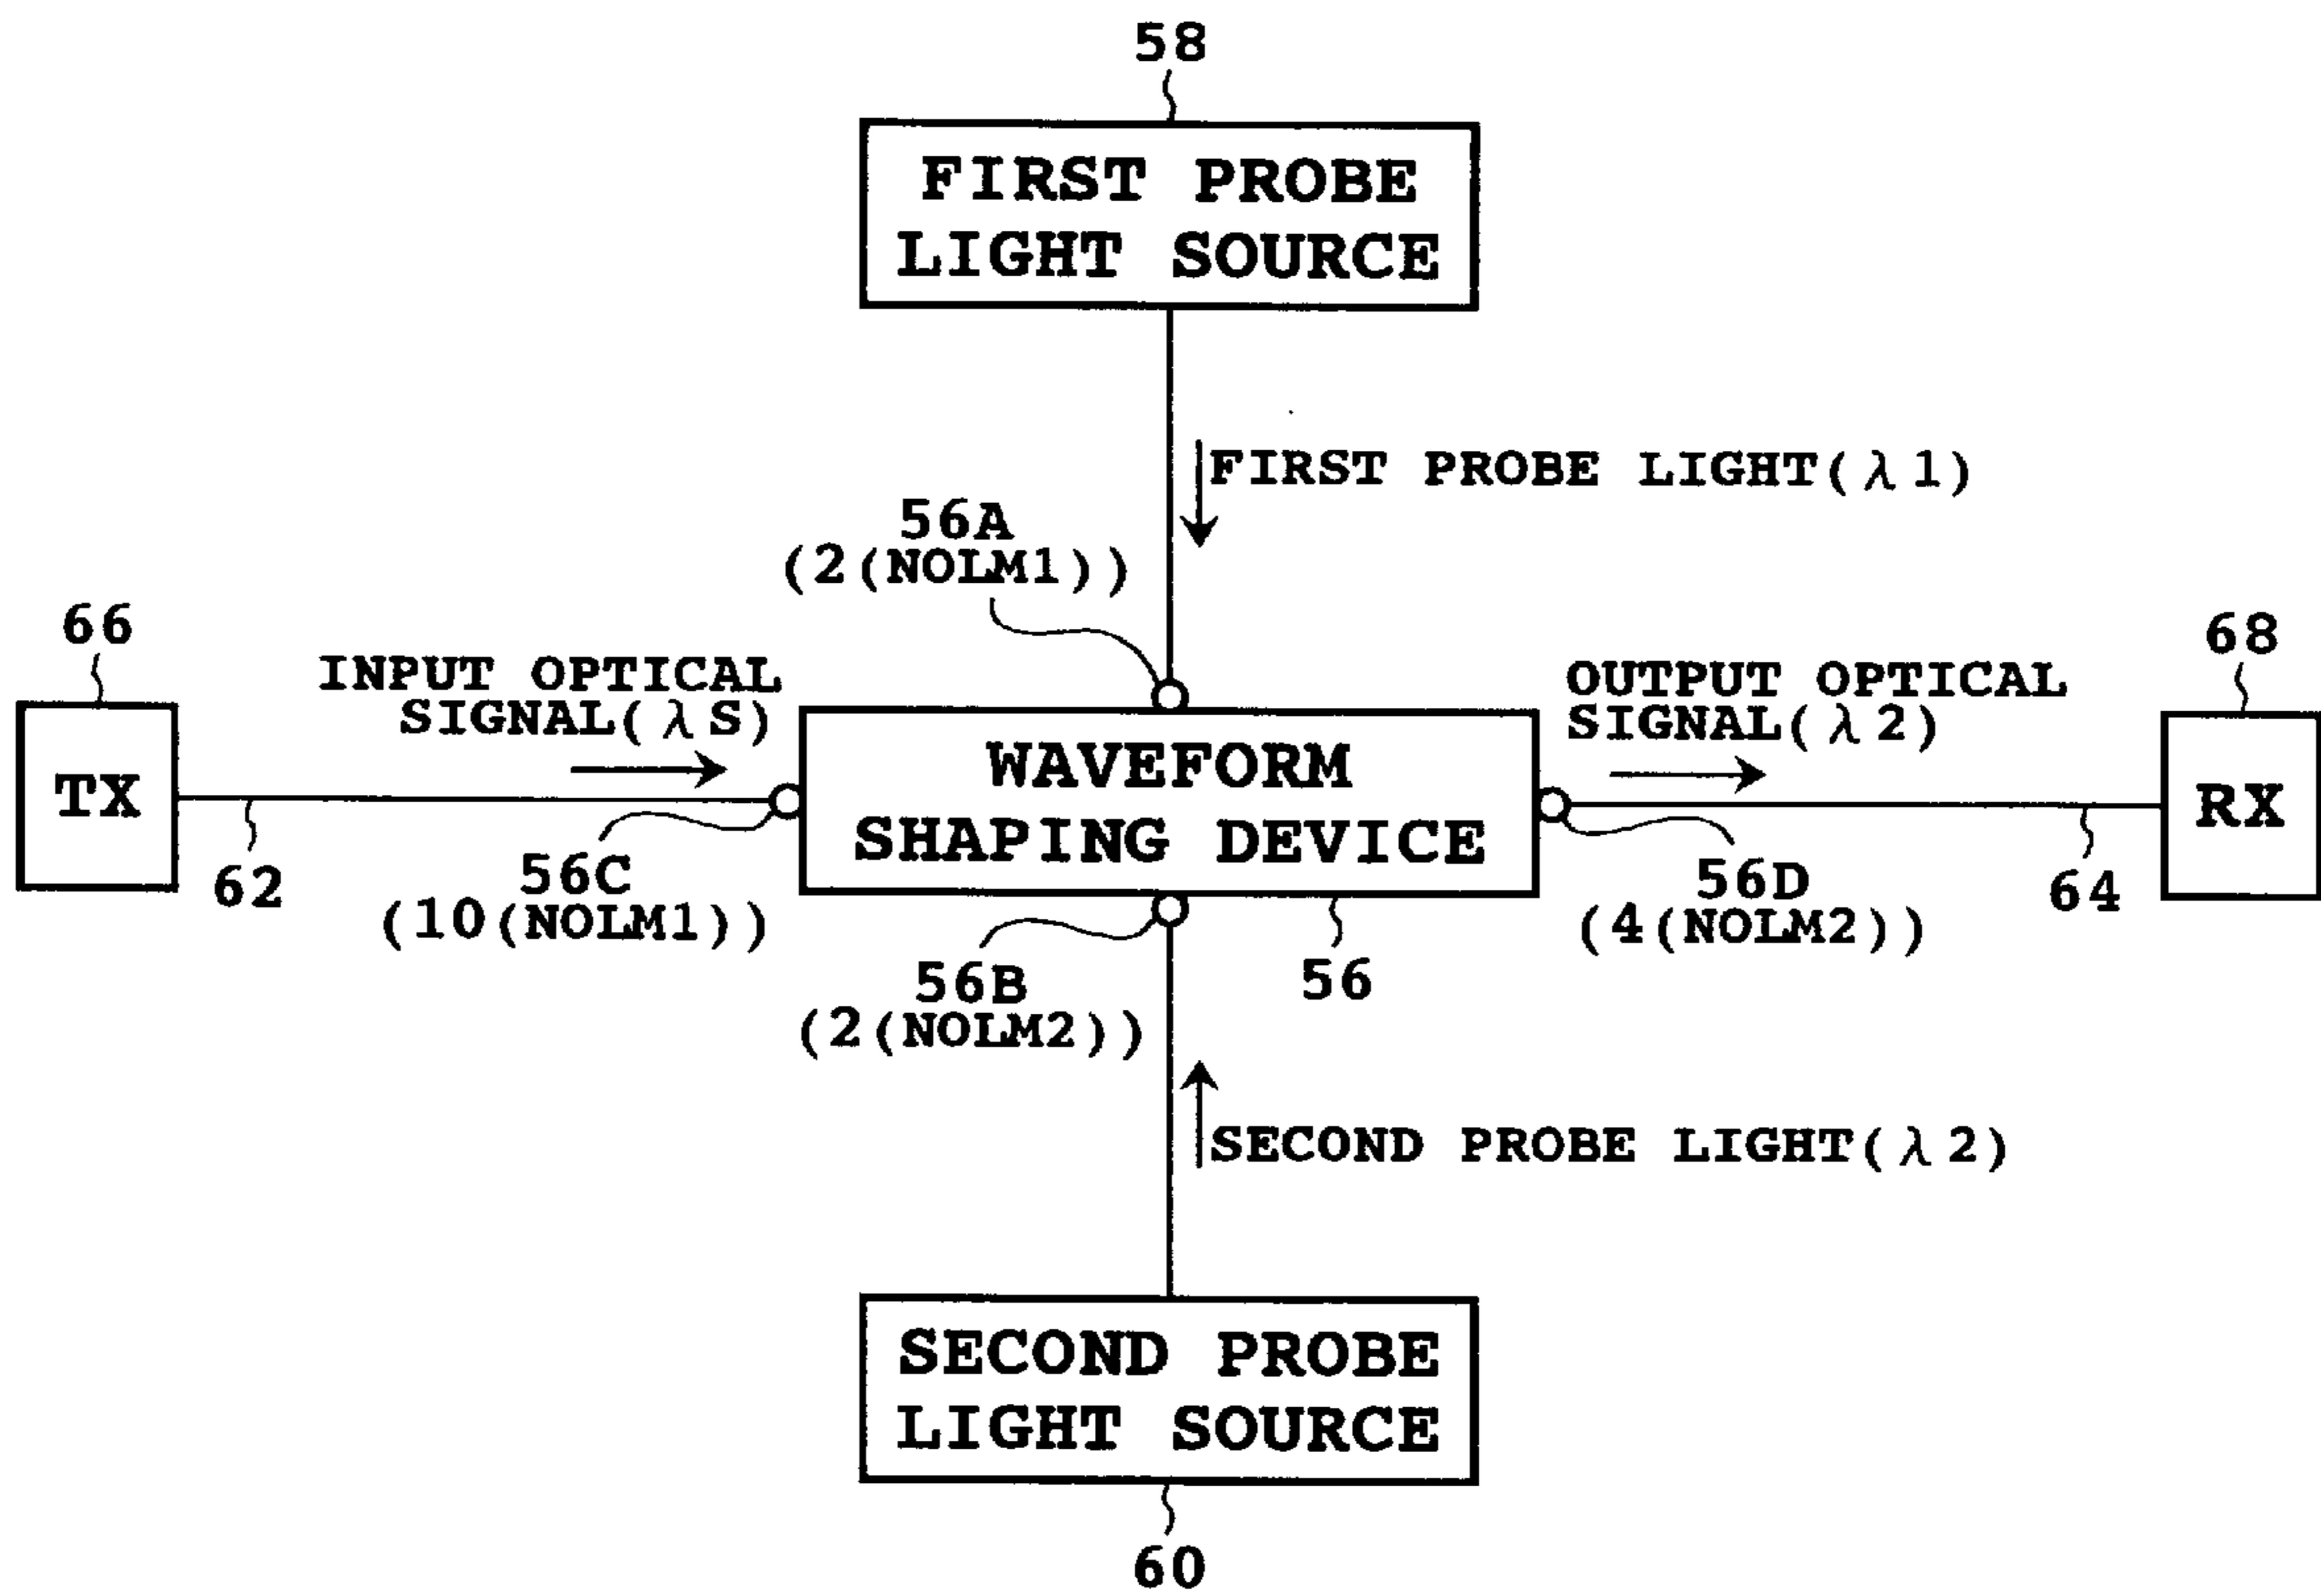 58
FIRST PROBE
LIGHT SOURCE
FIRST PROBE LIGHT(λ1)
56A
(2(NOLM1))
66
INPUT OPTICAL
SIGNAL(λS)
OUTPUT OPTICAL
SIGNAL(λ2)
68
TX
WAVEFORM
SHAPING DEVICE
RX
62
56C
(10(NOLM1))
56B
(2(NOLM2))
56
56D
(4(NOLM2))
64
SECOND PROBE LIGHT(λ2)
SECOND PROBE
LIGHT SOURCE
60